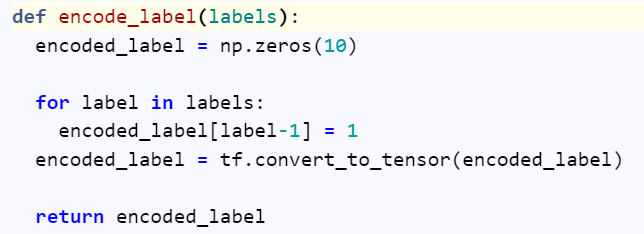 def encode_label(labels):
  encoded_label = np.zeros(10)

  for label in labels:
    encoded_label[label-1] = 1
  encoded_label = tf.convert_to_tensor(encoded_label)

  return encoded_label